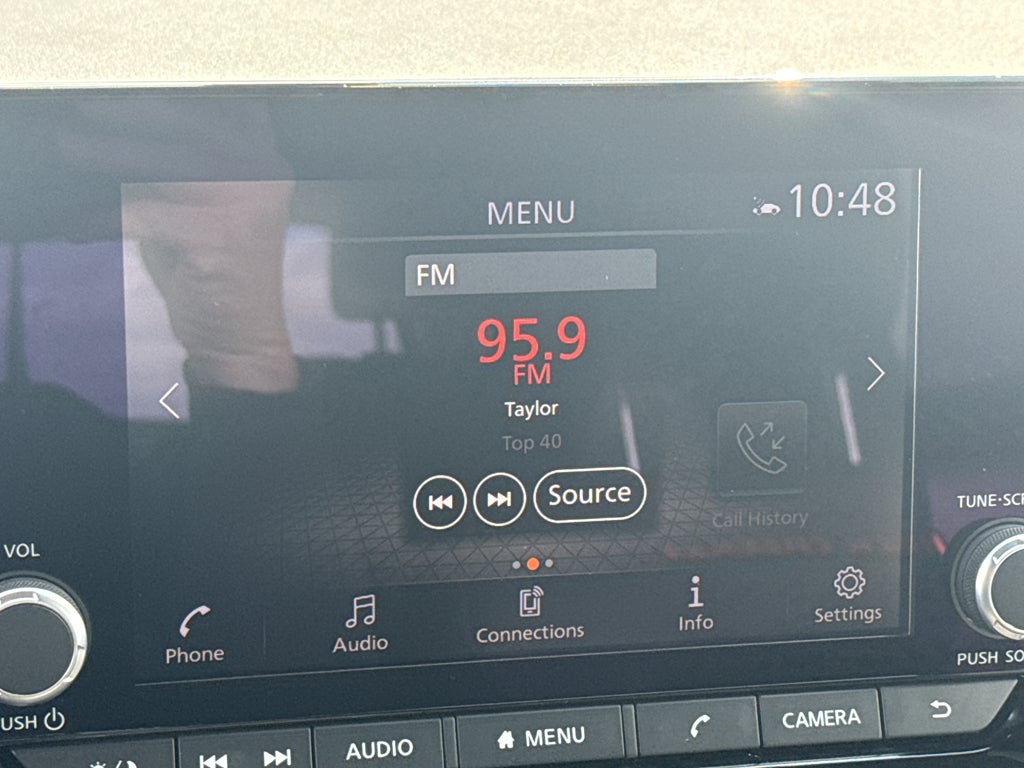 MENU
10:48
FM
95.9
FM
Taylor
Top 40
Source
Call History
Phone
Audio
Connections
Info
Settings
VOL
USH
TUNE·SCR
PUSH SO
AUDIO
MENU
CAMERA